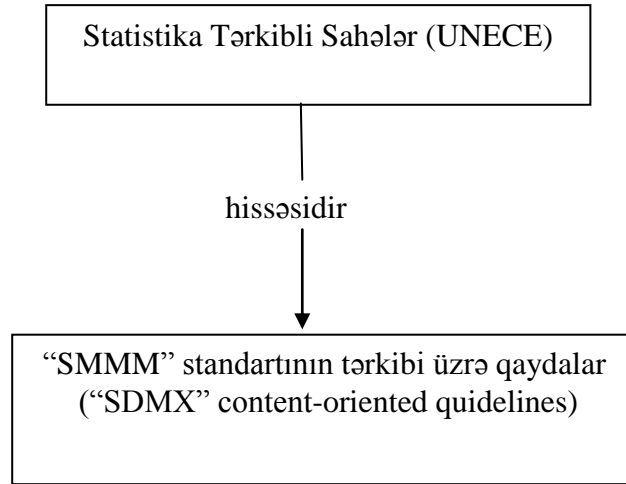 Statistika Tərkibli Sahələr (UNECE)
hissəsidir
“SMMM” standartının tərkibi üzrə qaydalar
(“SDMX” content-oriented quidelines)